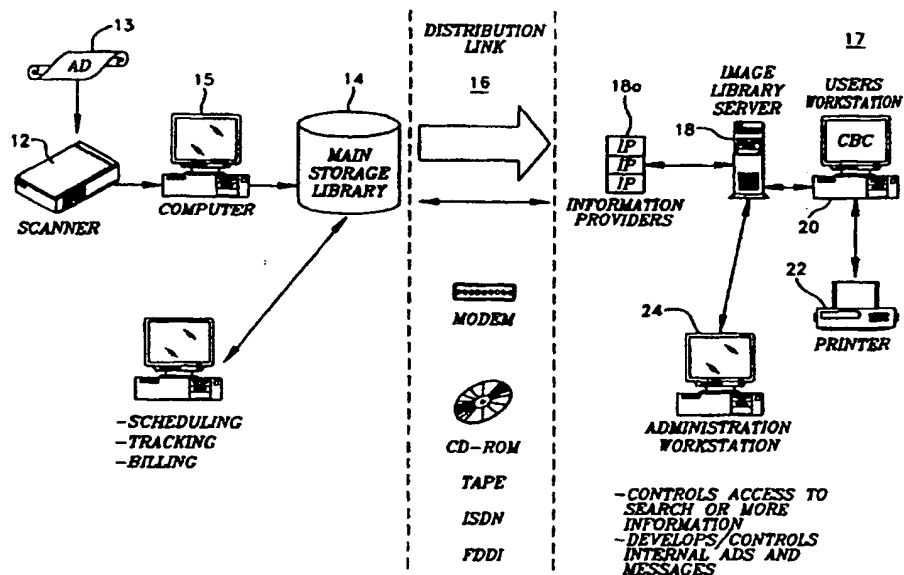 13
AD
12
SCANNER
15
COMPUTER
14
MAIN
STORAGE
LIBRARY
-SCHEDULING
-TRACKING
-BILLING
DISTRIBUTION
LINK
16
MODEM
CD-ROM
TAPE
ISDN
FDDI
17
18a
IP
IP
IP
INFORMATION
PROVIDERS
IMAGE
LIBRARY
SERVER
18
USERS
WORKSTATION
CBC
20
22
PRINTER
24
ADMINISTRATION
WORKSTATION
-CONTROLS ACCESS TO
SEARCH OR MORE
INFORMATION
-DEVELOPS/CONTROLS
INTERNAL ADS AND
MESSAGES